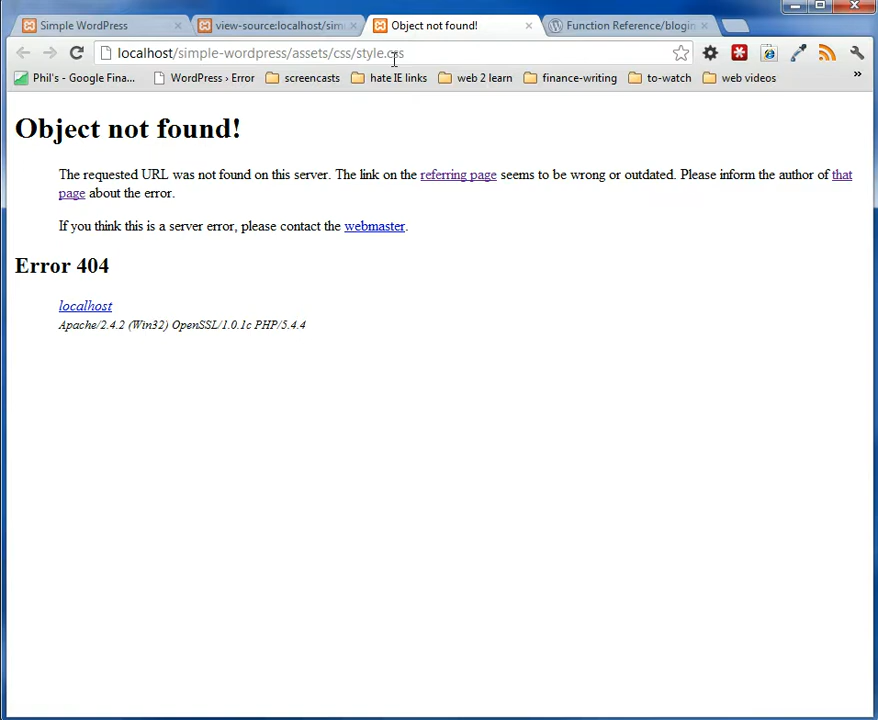 Simple WordPress
view-source:localhost/sim
Object not found!
Function Reference/blogin
localhost/simple-wordpress/assets/css/style.css
Phil's - Google Fina...
WordPress › Error
screencasts
hate IE links
web 2 learn
finance-writing
to-watch
web videos
»
Object not found!
The requested URL was not found on this server. The link on the referring page seems to be wrong or outdated. Please inform the author of that
page about the error.
If you think this is a server error, please contact the webmaster.
Error 404
localhost
Apache/2.4.2 (Win32) OpenSSL/1.0.1c PHP/5.4.4